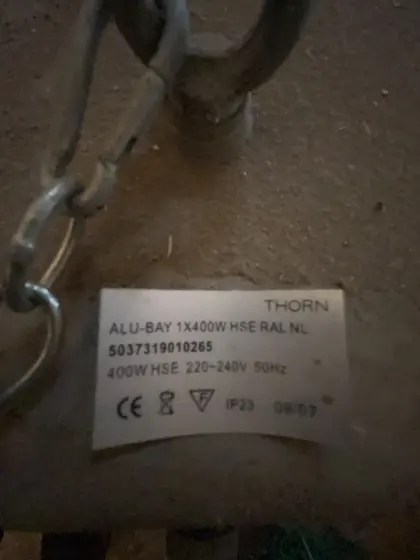 THORN
ALU-BAY 1X400W HSE RAL NL
5037319010265
400W HSE 220~240V 50Hz
CE F IP23 09/07